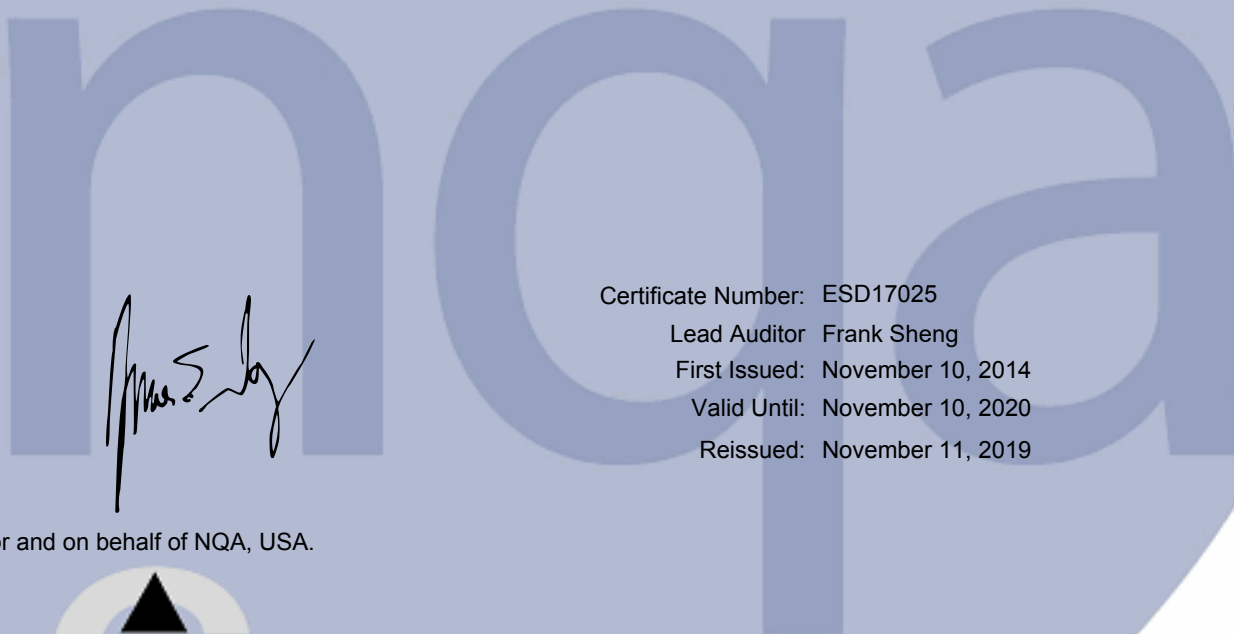 nqa
Certificate Number: ESD17025
Lead Auditor Frank Sheng
First Issued: November 10, 2014
Valid Until: November 10, 2020
Reissued: November 11, 2019
and on behalf of NQA, USA.